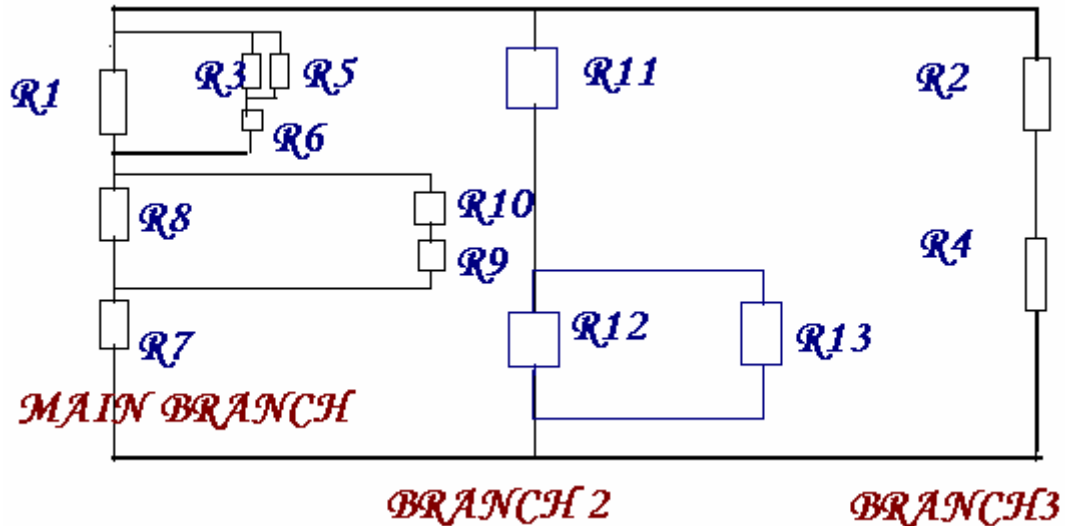 R3 R5
R11
R2
R1
R6
R10
R8
R4
R9
R12
R13
R7
MAIN BRANCH
BRANCH 2
BRANCH3